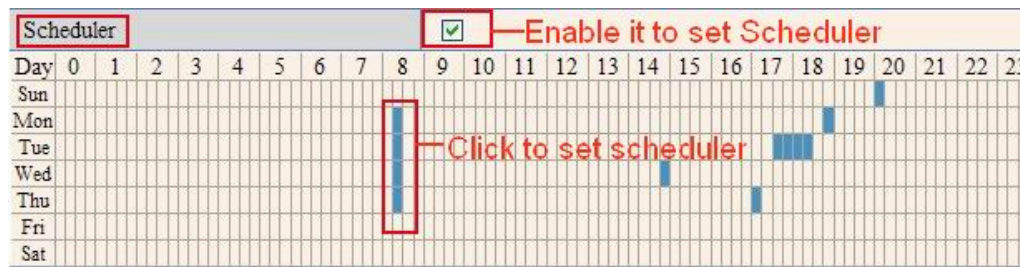 Scheduler Enable it to set Scheduler
Day 0 1 2 3 4 5 6 7 8 9 10 11 12 13 14 15 16 17 18 19 20 21 22
Sun
Mon
Tue Click to set scheduler
Wed
Thu
Fri
Sat